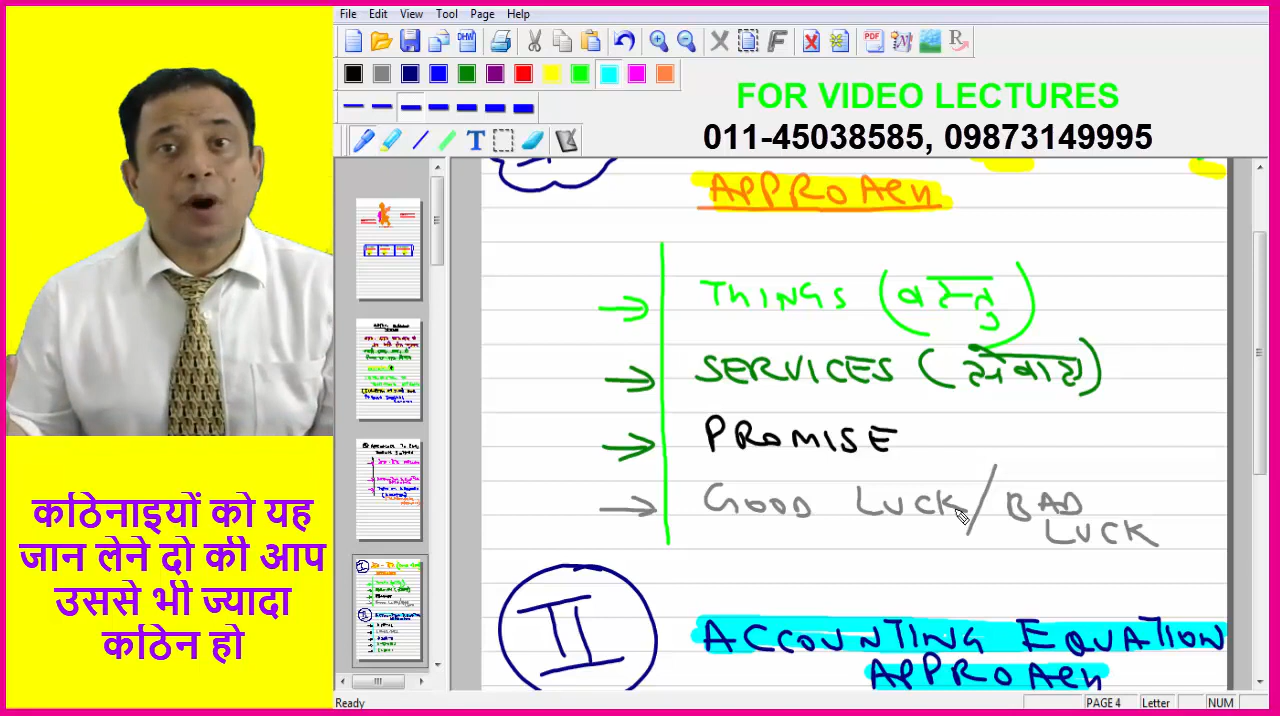 File Edit View Tool Page Help
FOR VIDEO LECTURES
011-45038585, 09873149995
APPROACH
THINGS (वस्तु)
SERVICES (सेवाए)
PROMISE
GOOD LUCK / BAD
LUCK
II
ACCOUNTING EQUATION
APPROACH
कठिनाइयों को यह
जान लेने दो की आप
उससे भी ज्यादा
कठिन हो
Ready
PAGE 4 Letter NUM